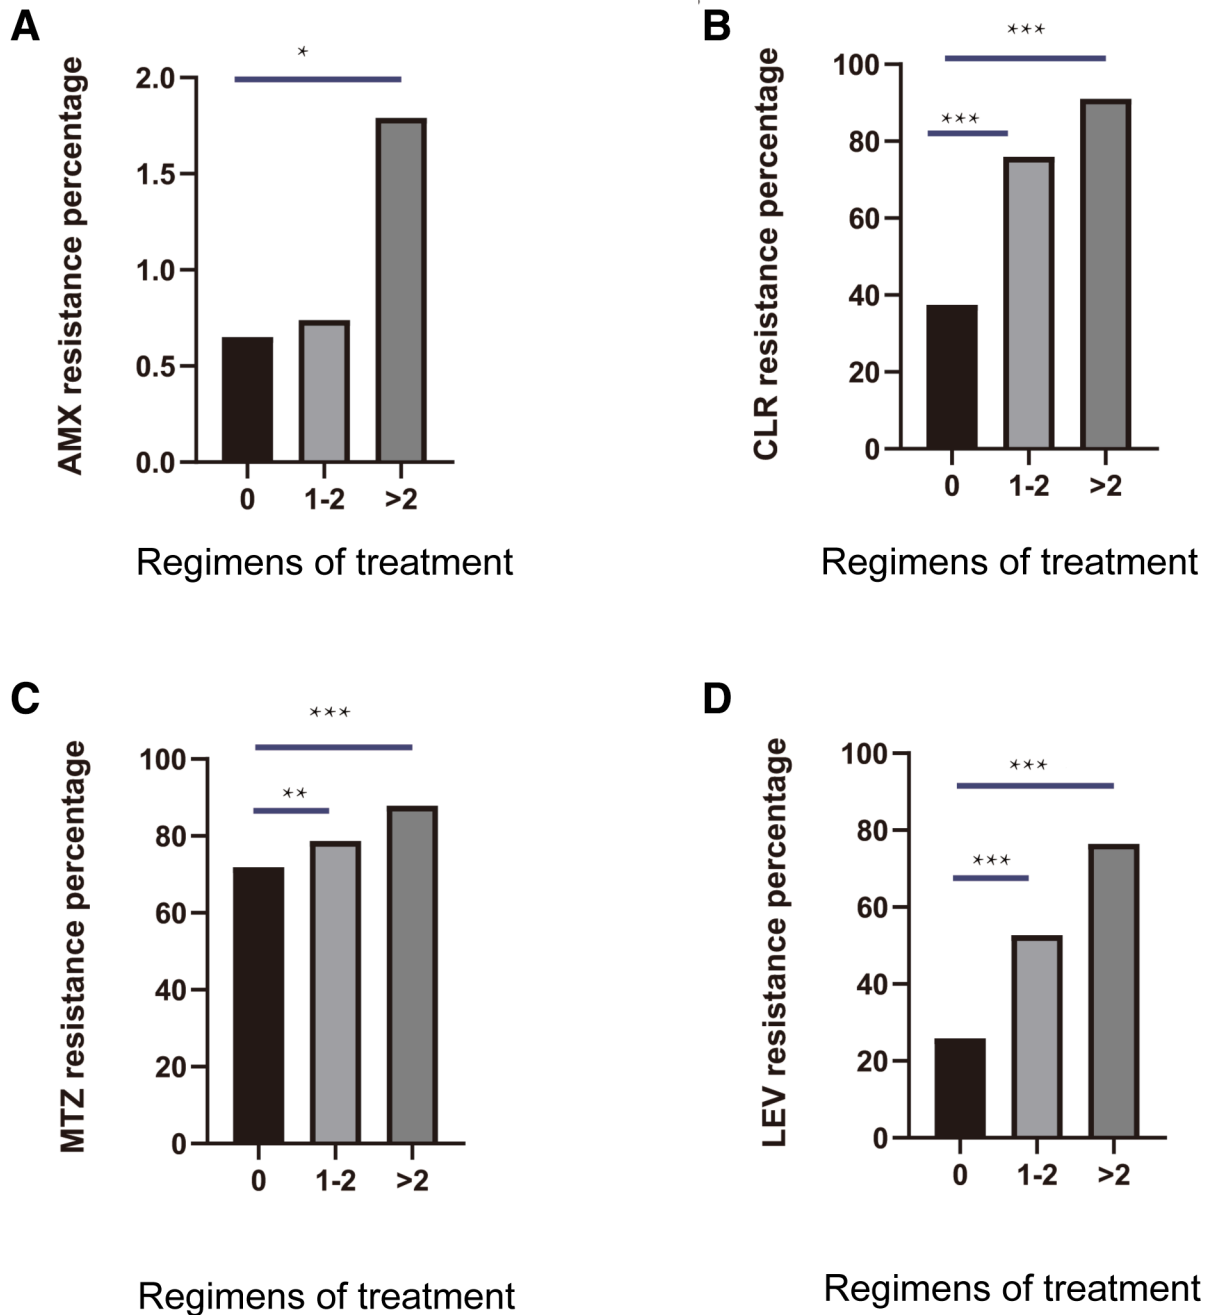 A
*
AMX resistance percentage
2.0
1.5
1.0
0.5
0.0
0 1-2 >2
Regimens of treatment
B
***
***
CLR resistance percentage
100
80
60
40
20
0
0 1-2 >2
Regimens of treatment
C
***
**
MTZ resistance percentage
100
80
60
40
20
0
0 1-2 >2
Regimens of treatment
D
***
***
LEV resistance percentage
100
80
60
40
20
0
0 1-2 >2
Regimens of treatment